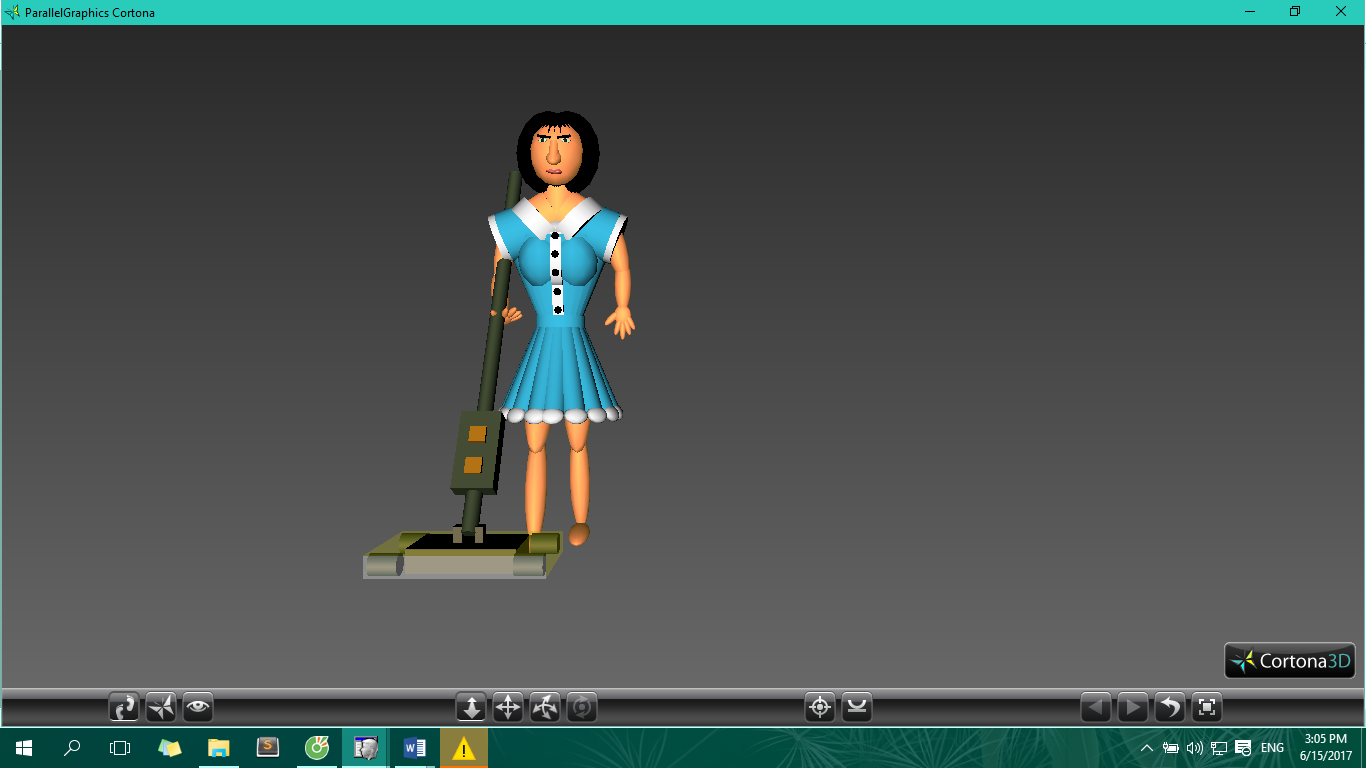 ParallelGraphics Cortona
Cortona3D
S
W
ENG
3:05 PM
6/15/2017